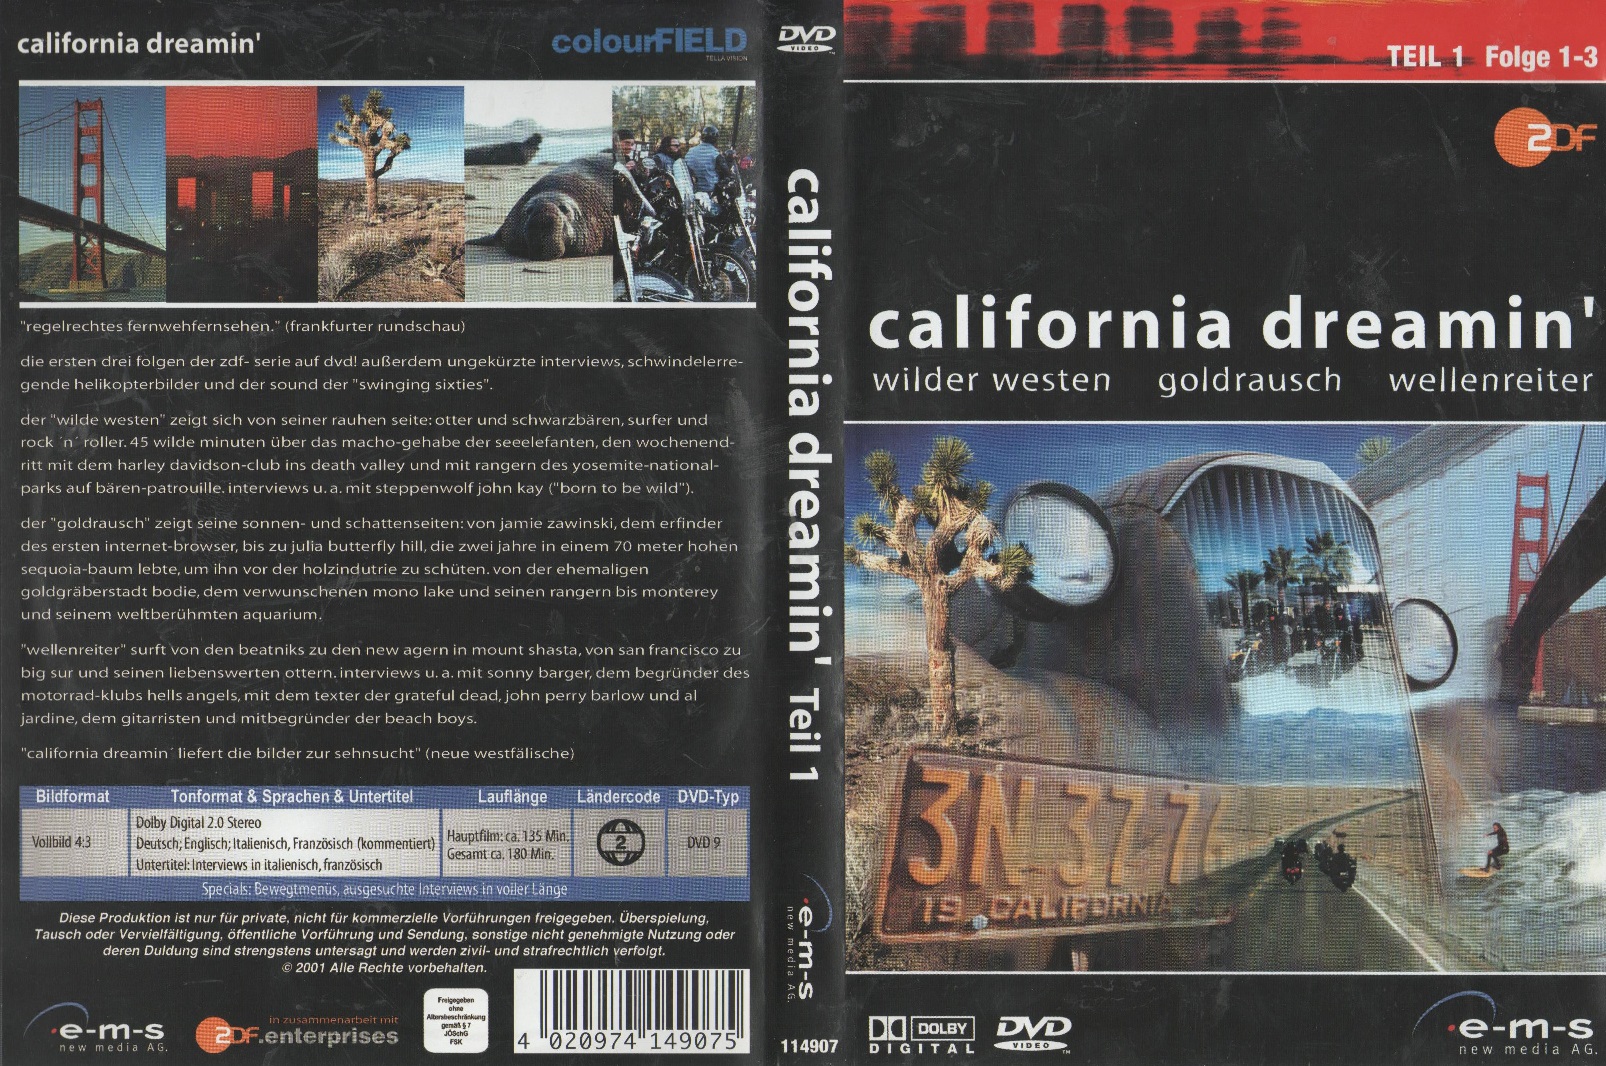 california dreamin'
colourFIELD
TELLAVISION
"regelrechtes fernwehfernsehen." (frankfurter rundschau)
die ersten drei folgen der zdf- serie auf dvd! außerdem ungekürzte interviews, schwindelerre-
gende helikopterbilder und der sound der "swinging sixties".
der "wilde westen" zeigt sich von seiner rauhen seite: otter und schwarzbären, surfer und
rock ´n´ roller. 45 wilde minuten über das macho-gehabe der seeelefanten, den wochenend-
ritt mit dem harley davidson-club ins death valley und mit rangern des yosemite-national-
parks auf bären-patrouille. interviews u. a. mit steppenwolf john kay ("born to be wild").
der "goldrausch" zeigt seine sonnen- und schattenseiten: von jamie zawinski, dem erfinder
des ersten internet-browser, bis zu julia butterfly hill, die zwei jahre in einem 70 meter hohen
sequoia-baum lebte, um ihn vor der holzindutrie zu schüten. von der ehemaligen
goldgräberstadt bodie, dem verwunschenen mono lake und seinen rangern bis monterey
und seinem weltberühmten aquarium.
"wellenreiter" surft von den beatniks zu den new agern in mount shasta, von san francisco zu
big sur und seinen liebenswerten ottern. interviews u. a. mit sonny barger, dem begründer des
motorrad-klubs hells angels, mit dem texter der grateful dead, john perry barlow und al
jardine, dem gitarristen und mitbegründer der beach boys.
"california dreamin´ liefert die bilder zur sehnsucht" (neue westfälische)
Bildformat Tonformat & Sprachen & Untertitel Lauflänge Ländercode DVD-Typ
Vollbild 4:3
Dolby Digital 2.0 Stereo
Deutsch; Englisch; Italienisch, Französisch (kommentiert)
Untertitel: Interviews in italienisch, französisch
Hauptfilm: ca. 135 Min.
Gesamt ca. 180 Min.
2
DVD 9
Specials: Bewegtmenüs, ausgesuchte Interviews in voller Länge
Diese Produktion ist nur für private, nicht für kommerzielle Vorführungen freigegeben. Überspielung,
Tausch oder Vervielfältigung, öffentliche Vorführung und Sendung, sonstige nicht genehmigte Nutzung oder
deren Duldung sind strengstens untersagt und werden zivil- und strafrechtlich verfolgt.
© 2001 Alle Rechte vorbehalten.
e-m-s
new media AG.
in zusammenarbeit mit
ZDF.enterprises
Freigegeben
ohne
Altersbeschränkung
gemäß § 7
JÖSchG
FSK
4 020974 149075
DVD
VIDEO
california dreamin' Teil 1
e-m-s
new media AG.
114907
TEIL 1 Folge 1-3
ZDF
california dreamin'
wilder westen goldrausch wellenreiter
3N 377
19 CALIFORNIA
DOLBY
DIGITAL
DVD
VIDEO
e-m-s
new media AG.